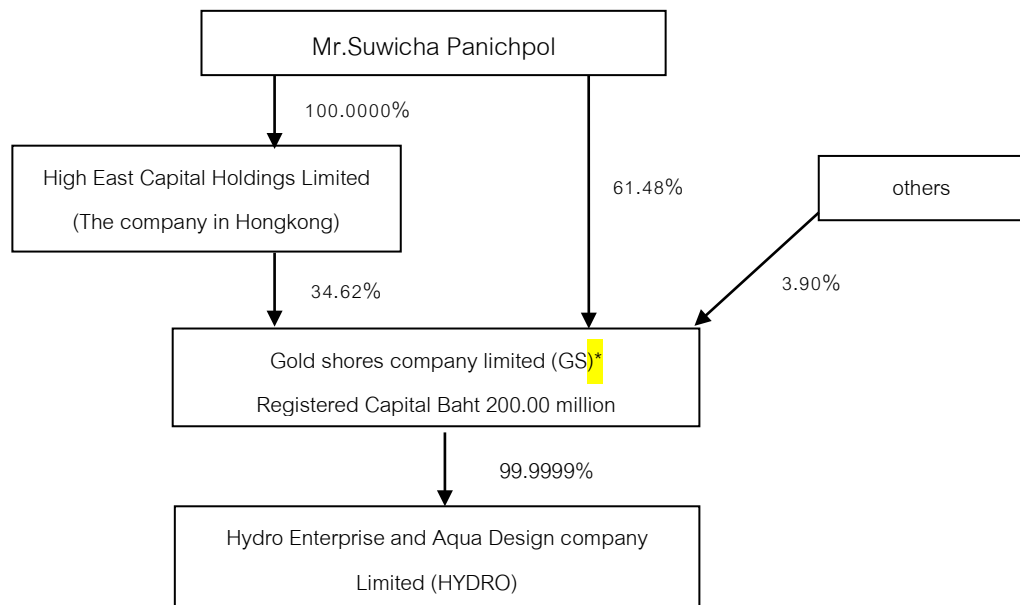 Mr.Suwicha Panichpol
100.0000%
High East Capital Holdings Limited
(The company in Hongkong)
61.48%
others
34.62%
3.90%
Gold shores company limited (GS)*
Registered Capital Baht 200.00 million
99.9999%
Hydro Enterprise and Aqua Design company
Limited (HYDRO)